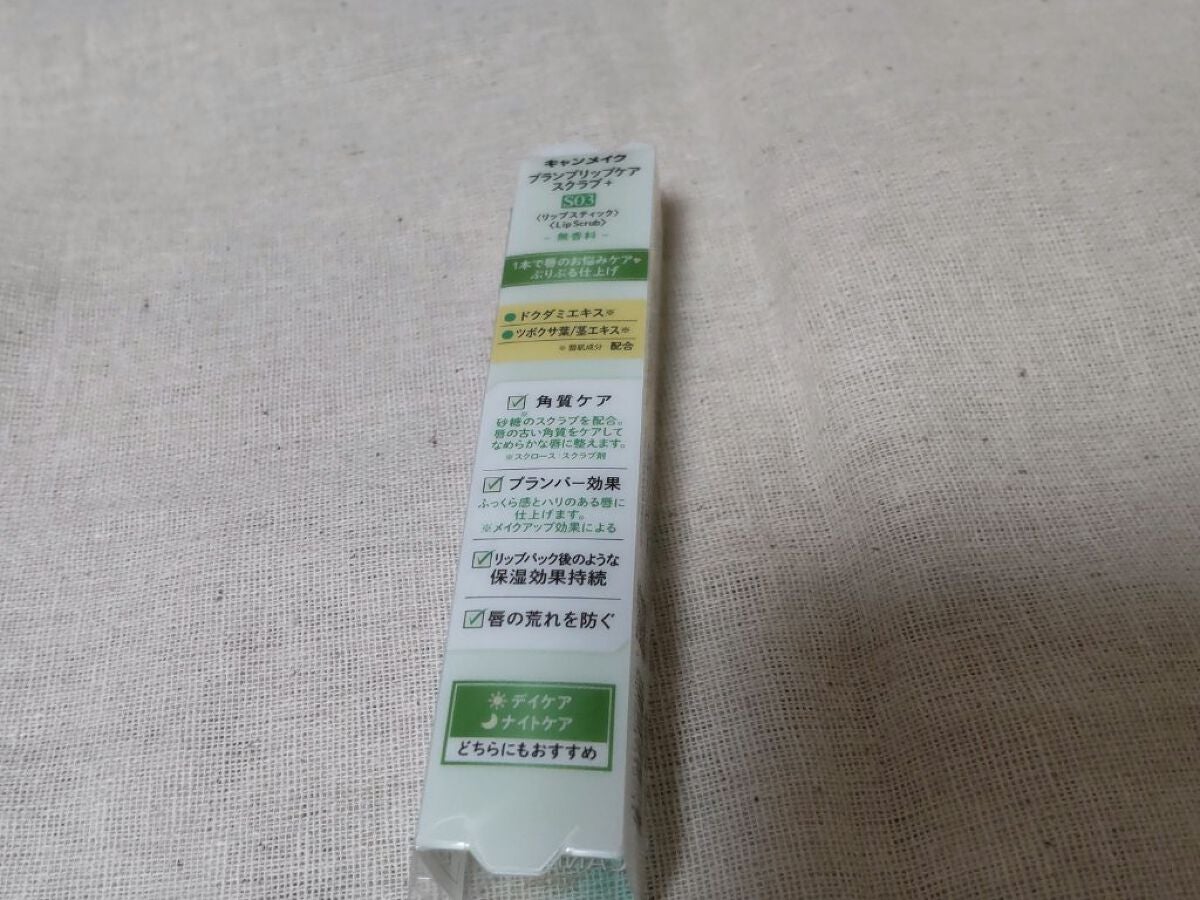 キャンメイク
プランプリップケア
スクラブ+
S03
〈リップスティック〉
〈Lip Scrub〉
- 無香料 -
1本で唇のお悩みケア♥
ぷりぷる仕上げ
●ドクダミエキス※
●ツボクサ葉/茎エキス※
※整肌成分 配合
☑ 角質ケア
砂糖※のスクラブを配合。
唇の古い角質をケアして
なめらかな唇に整えます。
※スクロース スクラブ剤
☑ プランパー効果
ふっくら感とハリのある唇に
仕上げます。
※メイクアップ効果による
☑リップパック後のような
保湿効果持続
☑唇の荒れを防ぐ
デイケア
ナイトケア
どちらにもおすすめ